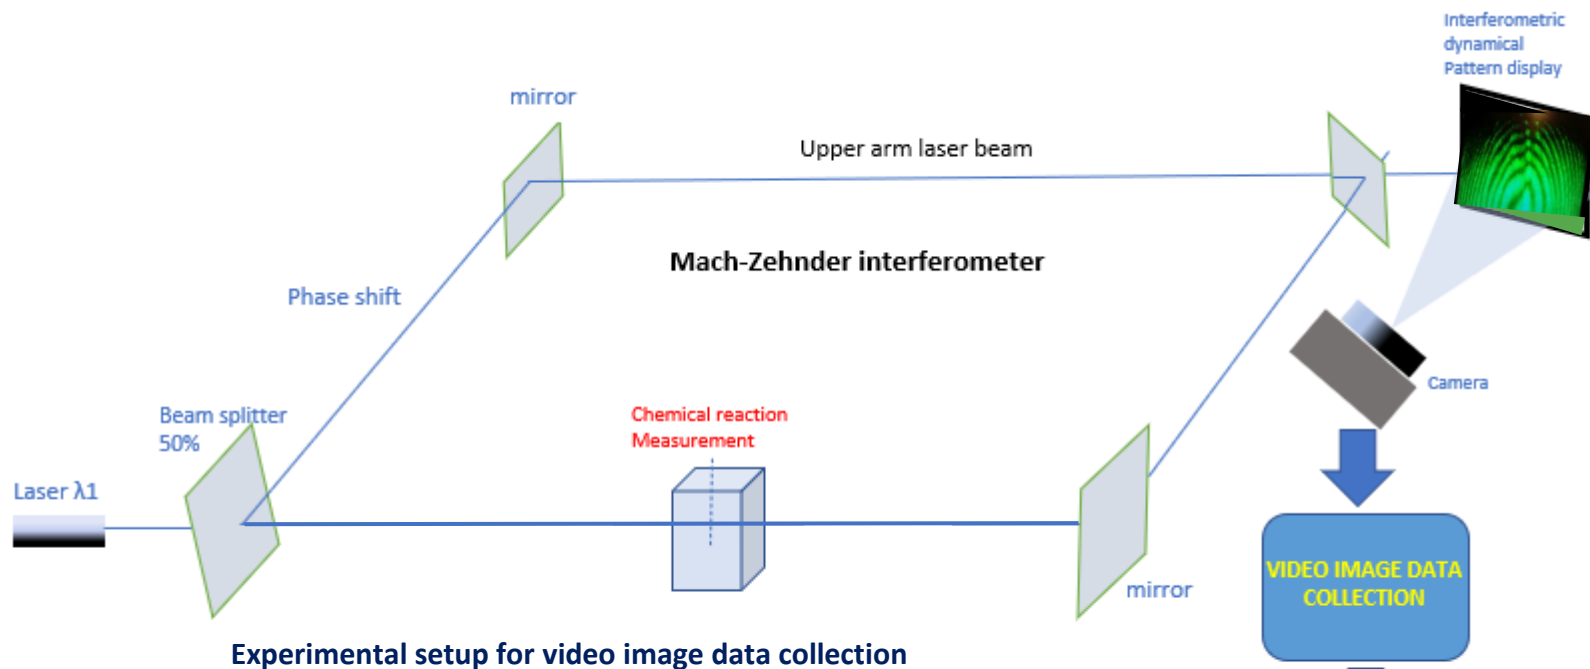 Interferometric
dynamical
Pattern display
mirror
Upper arm laser beam
Mach-Zehnder interferometer
Phase shift
Camera
Beam splitter
50%
Chemical reaction
Measurement
Laser λ1
VIDEO IMAGE DATA
COLLECTION
mirror
Experimental setup for video image data collection